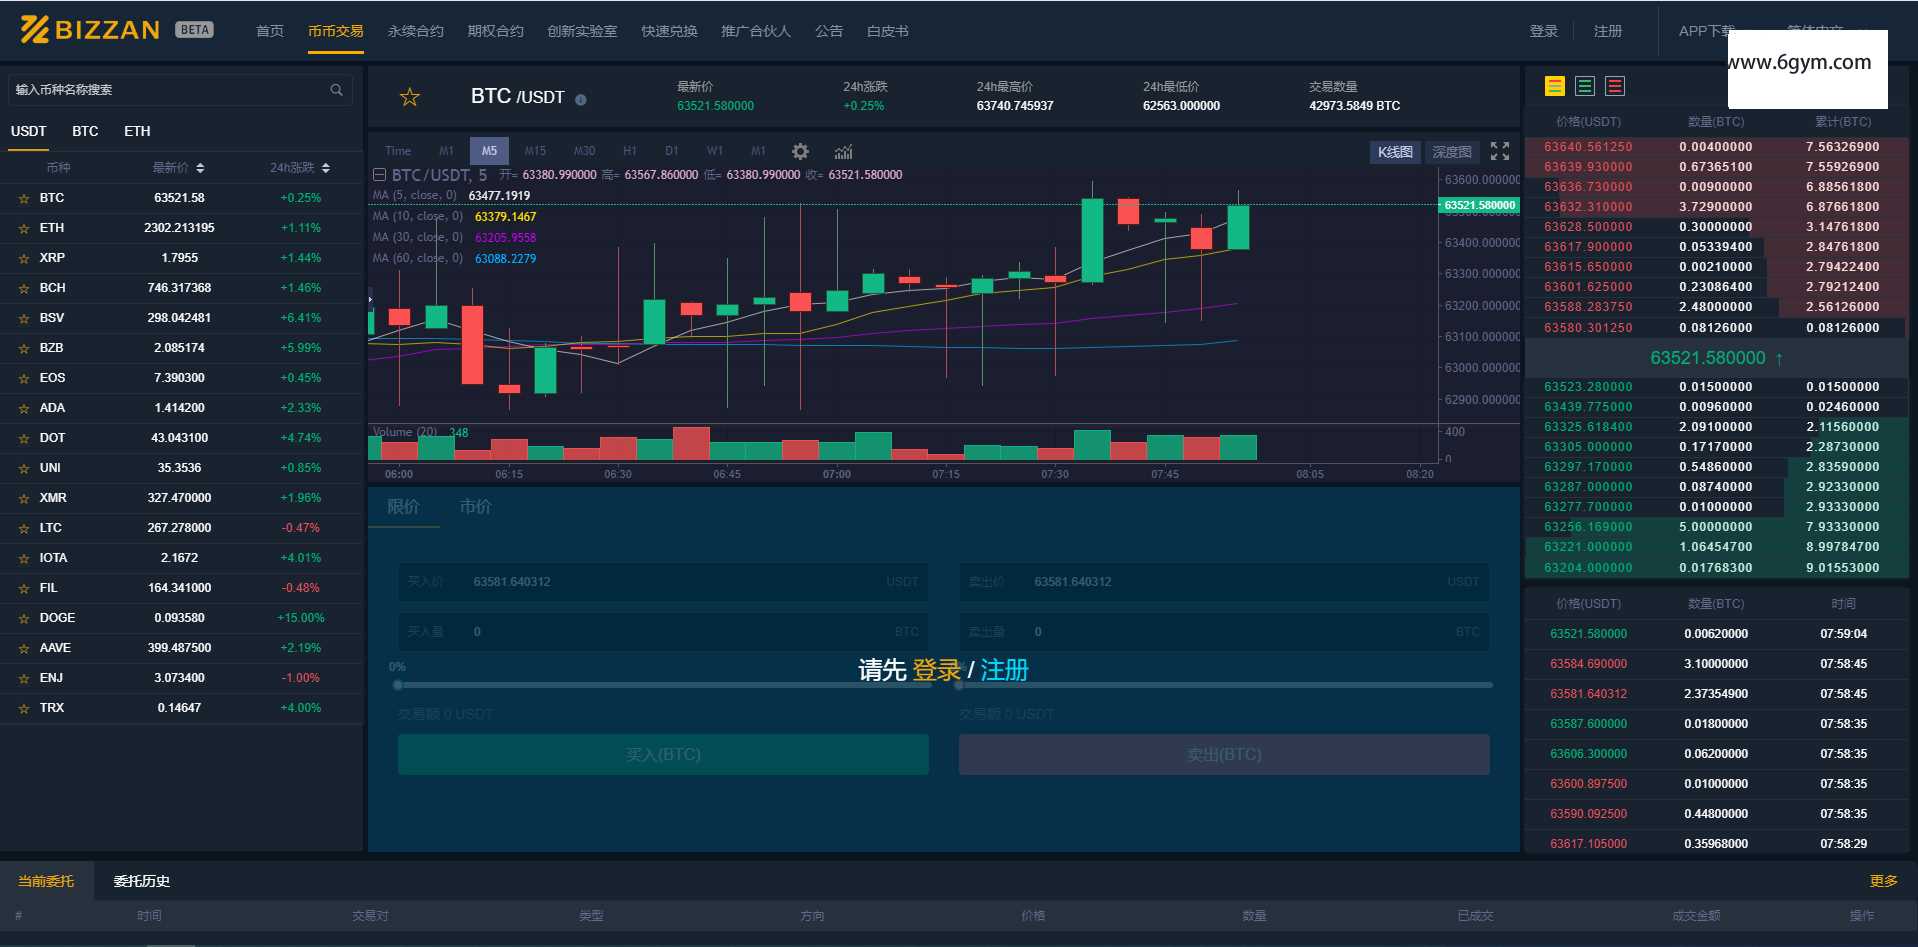 BIZZAN BETA 首页 币币交易 永续合约 期权合约 创新实验室 快速兑换 推广合伙人 公告 白皮书 登录 注册 APP下载
www.6gym.com
输入币种名称搜索
USDT BTC ETH
币种 最新价 24h涨跌
BTC 63521.58 +0.25%
ETH 2302.213195 +1.11%
XRP 1.7955 +1.44%
BCH 746.317368 +1.46%
BSV 298.042481 +6.41%
BZB 2.085174 +5.99%
EOS 7.390300 +0.45%
ADA 1.414200 +2.33%
DOT 43.043100 +4.74%
UNI 35.3536 +0.85%
XMR 327.470000 +1.96%
LTC 267.278000 -0.47%
IOTA 2.1672 +4.01%
FIL 164.341000 -0.48%
DOGE 0.093580 +15.00%
AAVE 399.487500 +2.19%
ENJ 3.073400 -1.00%
TRX 0.14647 +4.00%
BTC /USDT
最新价 24h涨跌 24h最高价 24h最低价 交易数量
63521.580000 +0.25% 63740.745937 62563.000000 42973.5849 BTC
Time M1 M5 M15 M30 H1 D1 W1 M1 K线图 深度图
BTC/USDT, 5 开= 63380.990000 高= 63567.860000 低= 63380.990000 收= 63521.580000
MA (5, close, 0) 63477.1919
MA (10, close, 0) 63379.1467
MA (30, close, 0) 63205.9558
MA (60, close, 0) 63088.2279
63600.000000
63521.580000
63400.000000
63300.000000
63200.000000
63100.000000
63000.000000
62900.000000
Volume (20) 348
400
0
06:00 06:15 06:30 06:45 07:00 07:15 07:30 07:45 08:05 08:20
限价 市价
买入价 63581.640312 USDT
买入量 0 BTC
0%
交易额 0 USDT
买入(BTC)
卖出价 63581.640312 USDT
卖出量 0 BTC
交易额 0 USDT
卖出(BTC)
请先 登录 / 注册
价格(USDT) 数量(BTC) 累计(BTC)
63640.561250 0.00400000 7.56326900
63639.930000 0.67365100 7.55926900
63636.730000 0.00900000 6.88561800
63632.310000 3.72900000 6.87661800
63628.500000 0.30000000 3.14761800
63617.900000 0.05339400 2.84761800
63615.650000 0.00210000 2.79422400
63601.625000 0.23086400 2.79212400
63588.283750 2.48000000 2.56126000
63580.301250 0.08126000 0.08126000
63521.580000 ↑
63523.280000 0.01500000 0.01500000
63439.775000 0.00960000 0.02460000
63325.618400 2.09100000 2.11560000
63305.000000 0.17170000 2.28730000
63297.170000 0.54860000 2.83590000
63287.000000 0.08740000 2.92330000
63277.700000 0.01000000 2.93330000
63256.169000 5.00000000 7.93330000
63221.000000 1.06454700 8.99784700
63204.000000 0.01768300 9.01553000
价格(USDT) 数量(BTC) 时间
63521.580000 0.00620000 07:59:04
63584.690000 3.10000000 07:58:45
63581.640312 2.37354900 07:58:45
63587.600000 0.01800000 07:58:35
63606.300000 0.06200000 07:58:35
63600.897500 0.01000000 07:58:35
63590.092500 0.44800000 07:58:35
63617.105000 0.35968000 07:58:29
当前委托 委托历史 更多
# 时间 交易对 类型 方向 价格 数量 已成交 成交金额 操作